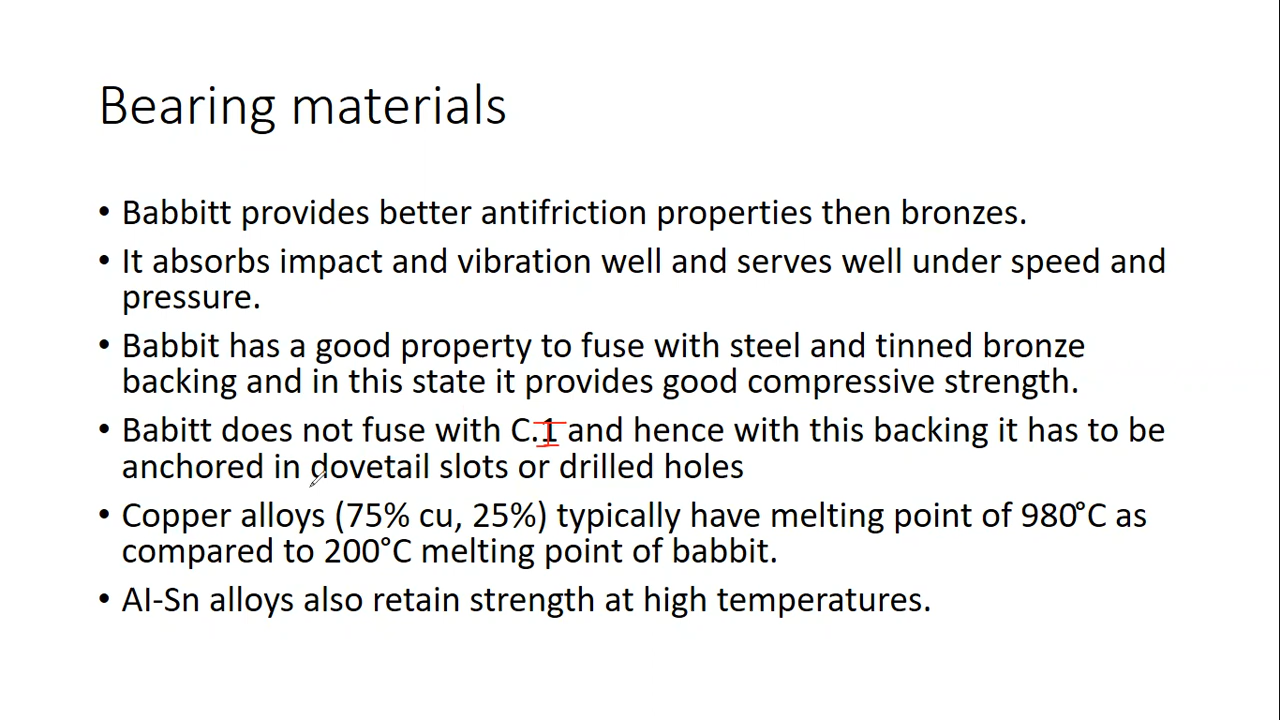 Bearing materials
• Babbitt provides better antifriction properties then bronzes.
• It absorbs impact and vibration well and serves well under speed and
pressure.
• Babbit has a good property to fuse with steel and tinned bronze
backing and in this state it provides good compressive strength.
• Babitt does not fuse with C.1 and hence with this backing it has to be
anchored in dovetail slots or drilled holes
• Copper alloys (75% cu, 25%) typically have melting point of 980°C as
compared to 200°C melting point of babbit.
• AI-Sn alloys also retain strength at high temperatures.